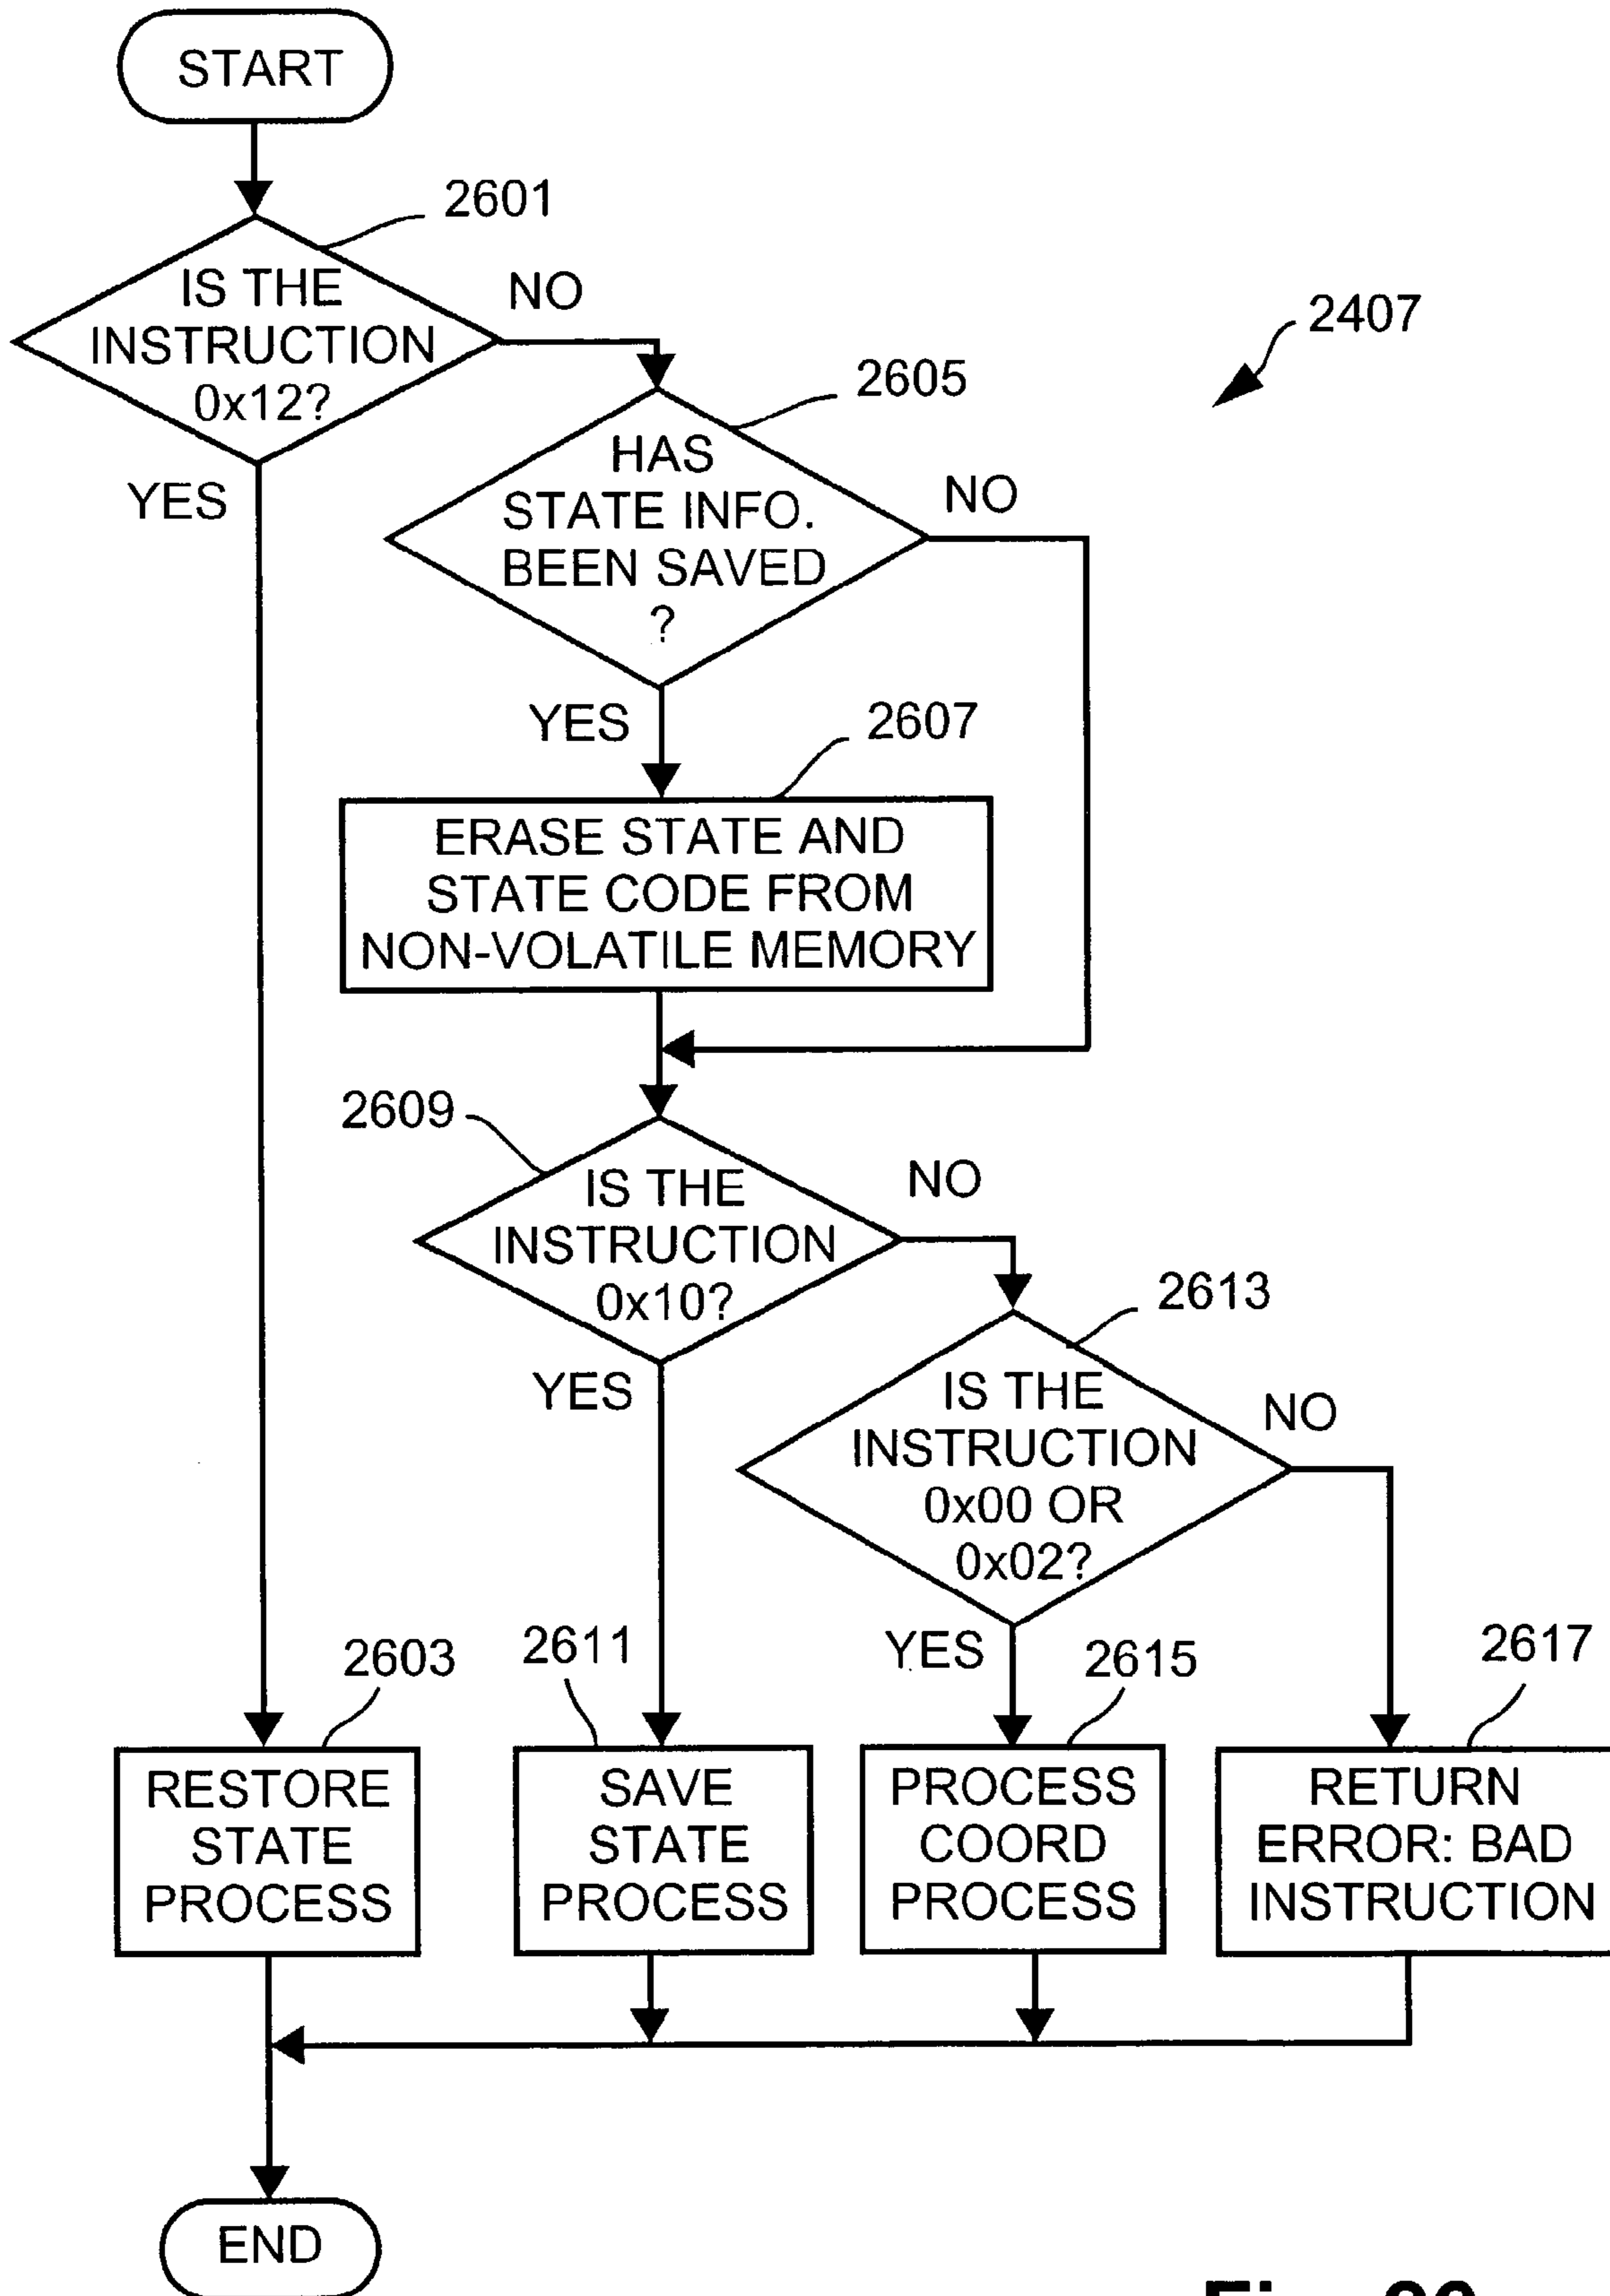 START
2601
IS THE
INSTRUCTION
0x12?
NO
YES
2407
2605
HAS
STATE INFO.
BEEN SAVED
?
NO
YES
2607
ERASE STATE AND
STATE CODE FROM
NON-VOLATILE MEMORY
2609
IS THE
INSTRUCTION
0x10?
NO
YES
2613
IS THE
INSTRUCTION
0x00 OR
0x02?
NO
YES
2603
RESTORE
STATE
PROCESS
2611
SAVE
STATE
PROCESS
2615
PROCESS
COORD
PROCESS
2617
RETURN
ERROR: BAD
INSTRUCTION
END